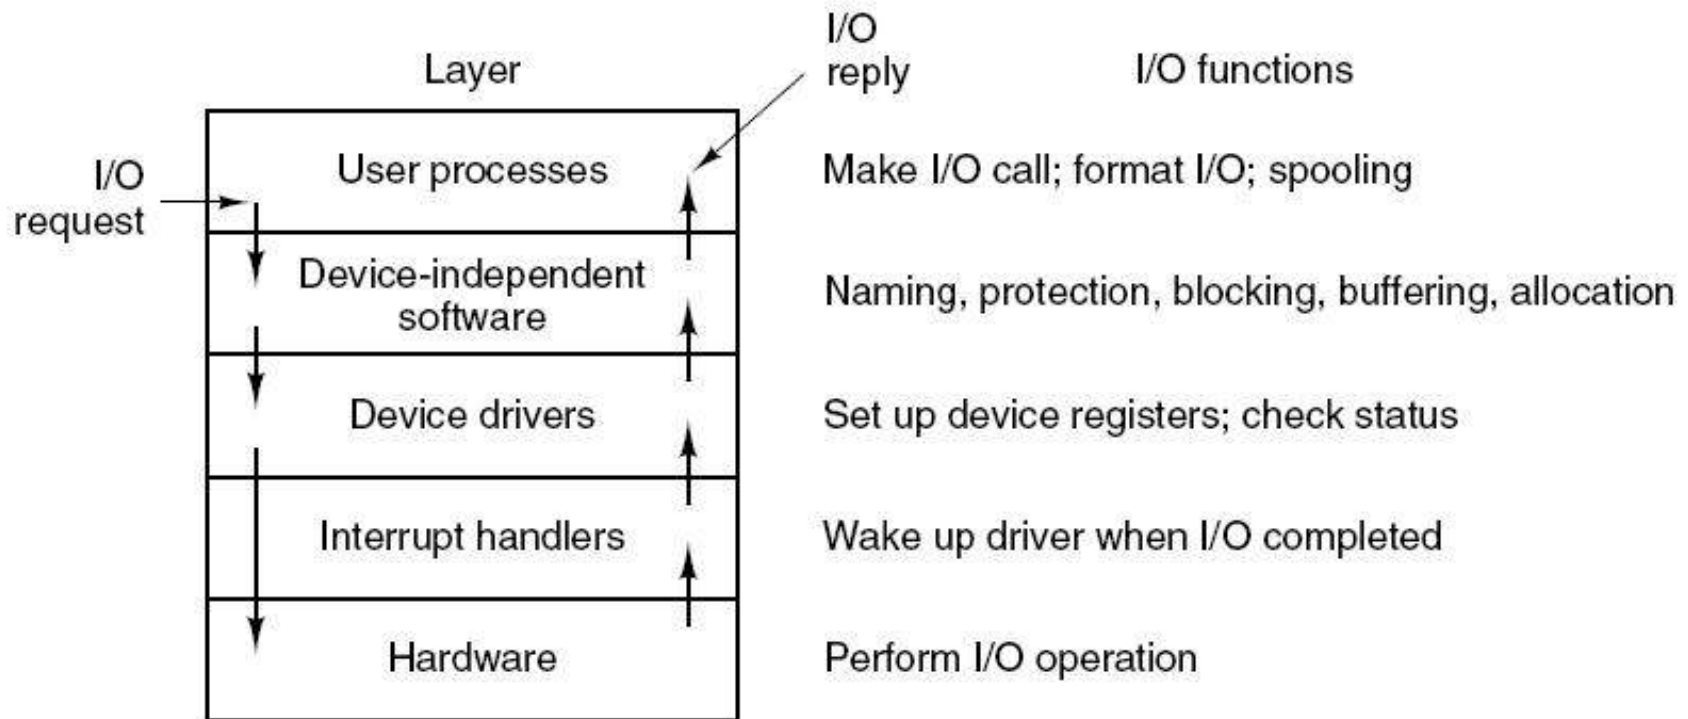 I/O
reply
Layer
I/O functions
User processes
Make I/O call; format I/O; spooling
I/O
request
Device-independent
software
Naming, protection, blocking, buffering, allocation
Device drivers
Set up device registers; check status
Interrupt handlers
Wake up driver when I/O completed
Hardware
Perform I/O operation